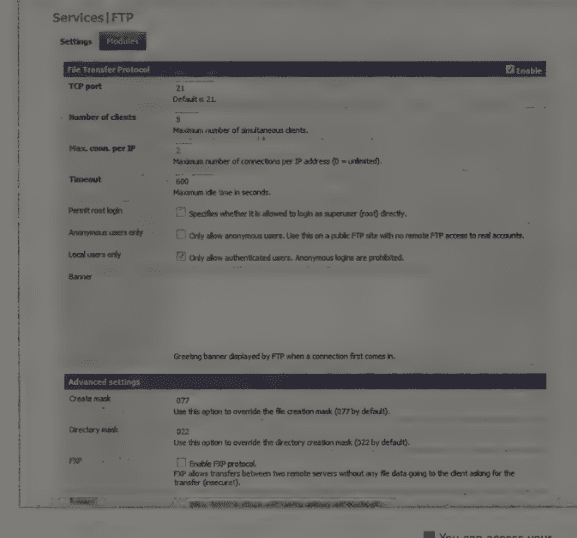 Services|FTP
Settings Modules
File Transfer Protocol Enable
TCP port 21
Default is 21.
Number of clients 5
Maximum number of simultaneous clients.
Max. conn. per IP 2
Maximum number of connections per IP address (0 = unlimited).
Timeout 600
Maximum idle time in seconds.
Permit root login Specifies whether it is allowed to login as superuser (root) directly.
Anonymous users only Only allow anonymous users. Use this on a public FTP site with no remote FTP access to real accounts.
Local users only Only allow authenticated users. Anonymous logins are prohibited.
Banner
Greeting banner displayed by FTP when a connection first comes in.
Advanced settings
Create mask 077
Use this option to override the file creation mask (077 by default).
Directory mask 022
Use this option to override the directory creation mask (022 by default).
FXP Enable FXP protocol.
FXP allows transfers between two remote servers without any file data going to the client asking for the
transfer (insecure!).
You can access your